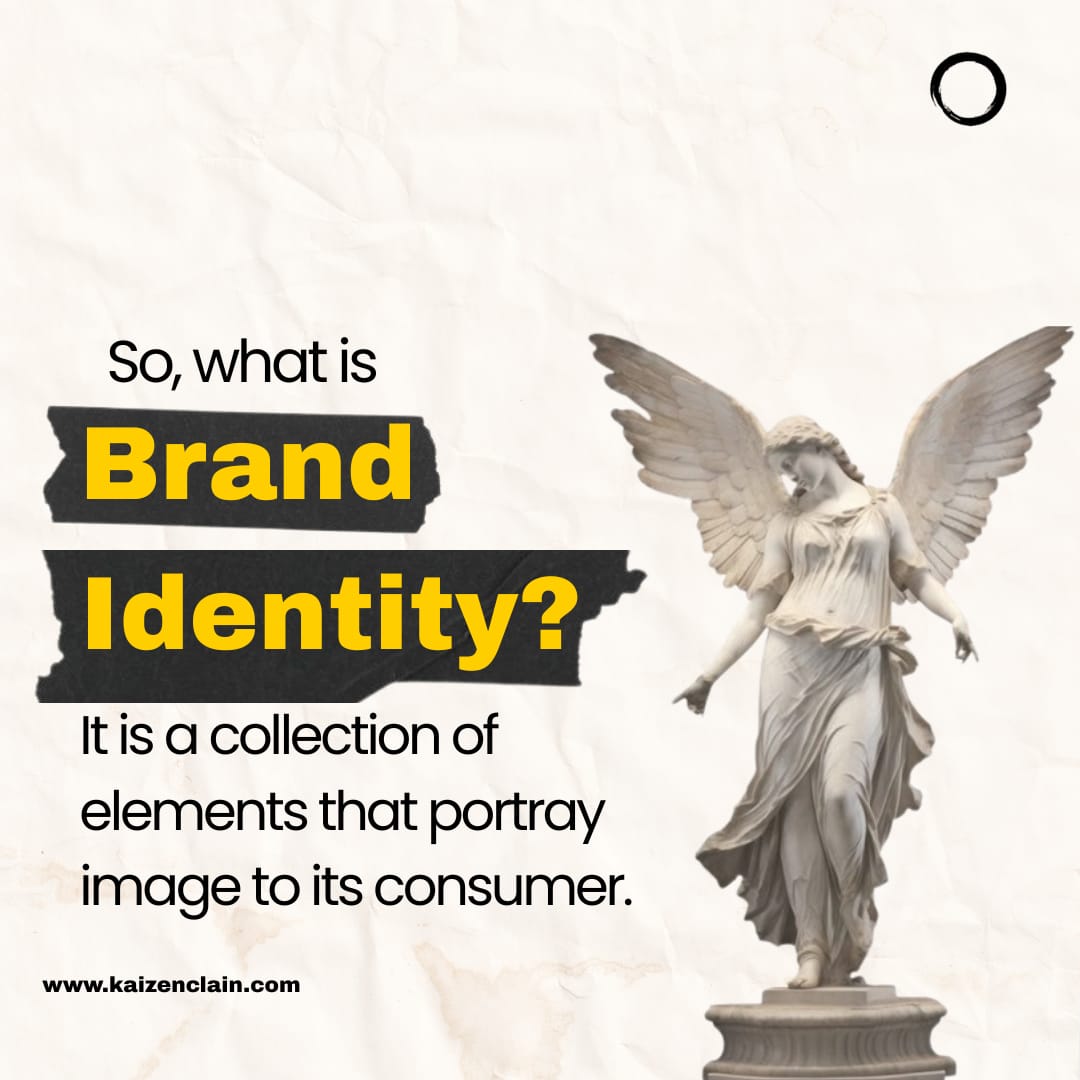 So, what is
Brand
Identity?
It is a collection of
elements that portray
image to its consumer.
www.kaizenclain.com